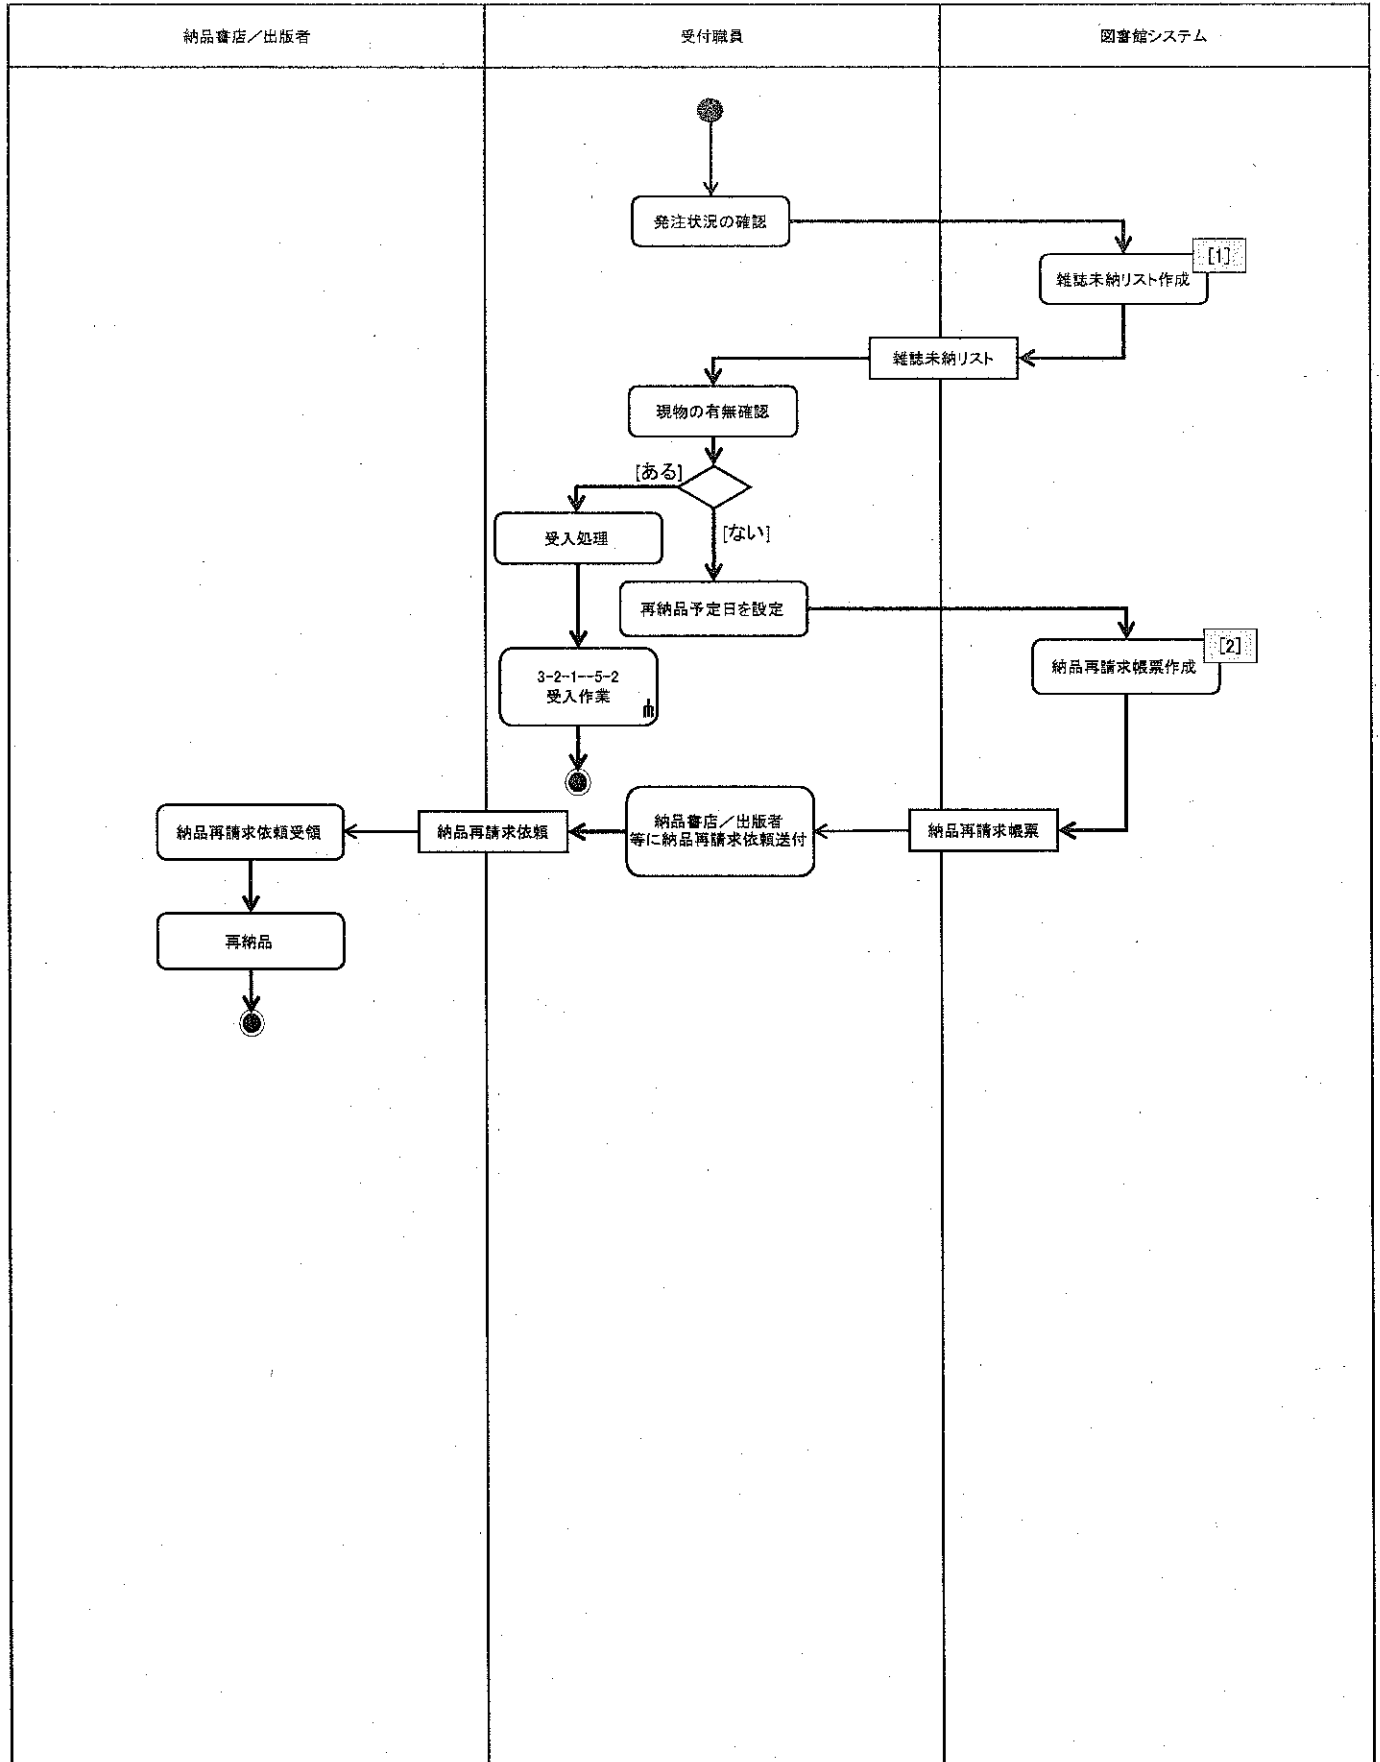 納品書店／出版者
受付職員
図書館システム
発注状況の確認
[1]
雑誌未納リスト作成
雑誌未納リスト
現物の有無確認
[ある]
受入処理
[ない]
再納品予定日を設定
[2]
納品再請求帳票作成
3-2-1--5-2
受入作業
納品再請求依頼受領
納品再請求依頼
納品書店／出版者
等に納品再請求依頼送付
納品再請求帳票
再納品